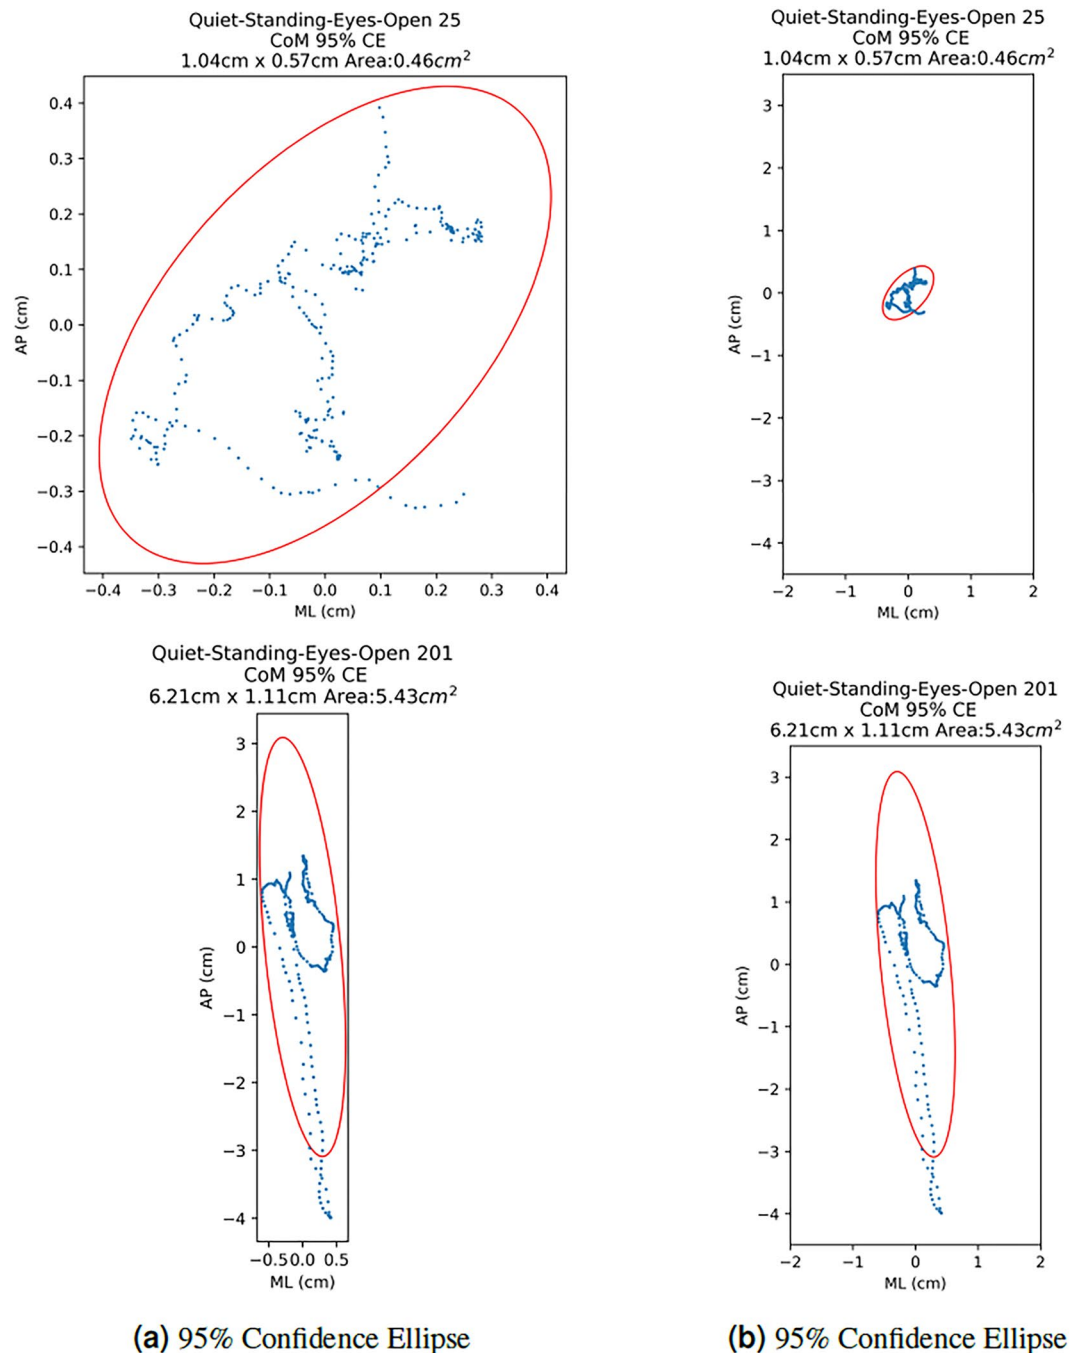 Quiet-Standing-Eyes-Open 25
CoM 95% CE
1.04cm x 0.57cm Area:0.46cm²
0.4
0.3
0.2
0.1
0.0
−0.1
−0.2
−0.3
−0.4
AP (cm)
−0.4 −0.3 −0.2 −0.1 0.0 0.1 0.2 0.3 0.4
ML (cm)
Quiet-Standing-Eyes-Open 25
CoM 95% CE
1.04cm x 0.57cm Area:0.46cm²
3
2
1
0
−1
−2
−3
−4
AP (cm)
−2 −1 0 1 2
ML (cm)
Quiet-Standing-Eyes-Open 201
CoM 95% CE
6.21cm x 1.11cm Area:5.43cm²
3
2
1
0
−1
−2
−3
−4
AP (cm)
−0.5 0.0 0.5
ML (cm)
Quiet-Standing-Eyes-Open 201
CoM 95% CE
6.21cm x 1.11cm Area:5.43cm²
3
2
1
0
−1
−2
−3
−4
AP (cm)
−2 −1 0 1 2
ML (cm)
(a) 95% Confidence Ellipse
(b) 95% Confidence Ellipse